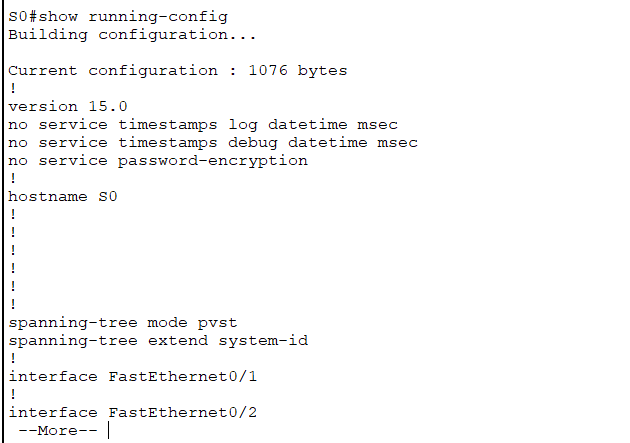 S0#show running-config
Building configuration...
Current configuration : 1076 bytes
!
version 15.0
no service timestamps log datetime msec
no service timestamps debug datetime msec
no service password-encryption
!
hostname S0
!
!
!
!
!
!
spanning-tree mode pvst
spanning-tree extend system-id
!
interface FastEthernet0/1
!
interface FastEthernet0/2
--More--